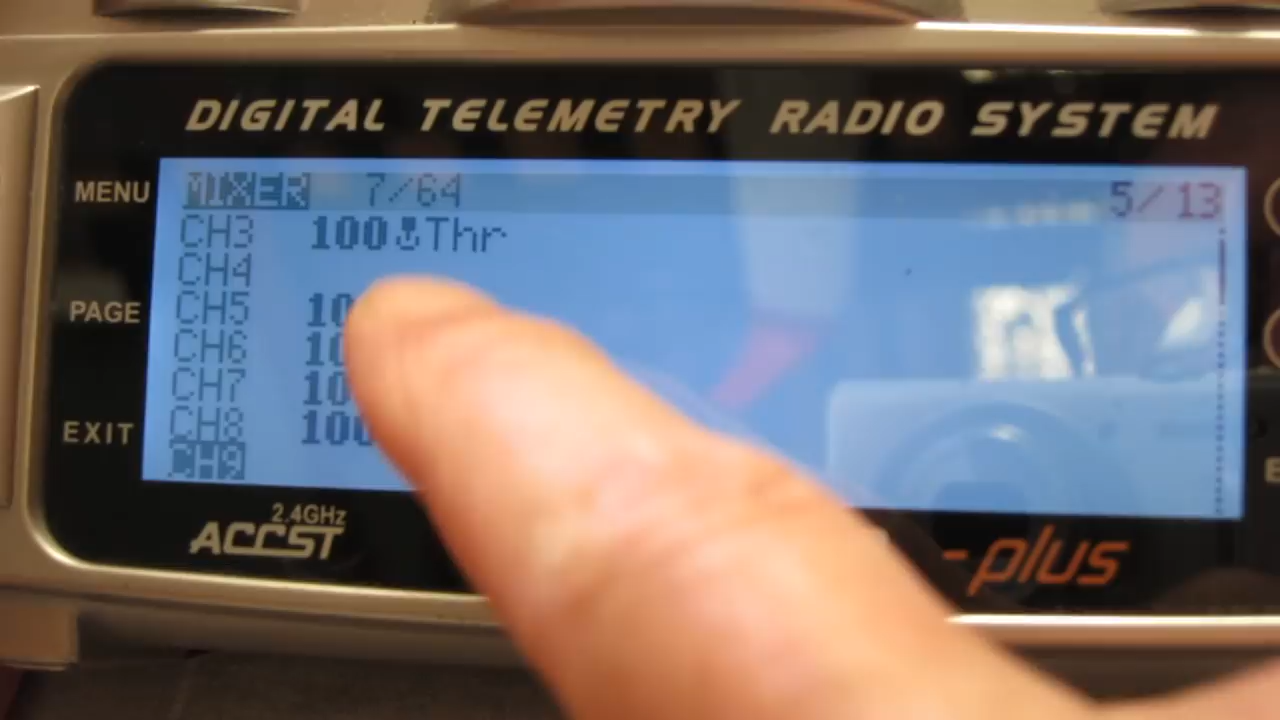 DIGITAL TELEMETRY RADIO SYSTEM
MENU
MIXER 7/64 5/13
CH3 100 Thr
CH4
PAGE
CH5 10
CH6 10
CH7 10
EXIT
CH8 100
CH9
2.4GHz
ACCST
-plus